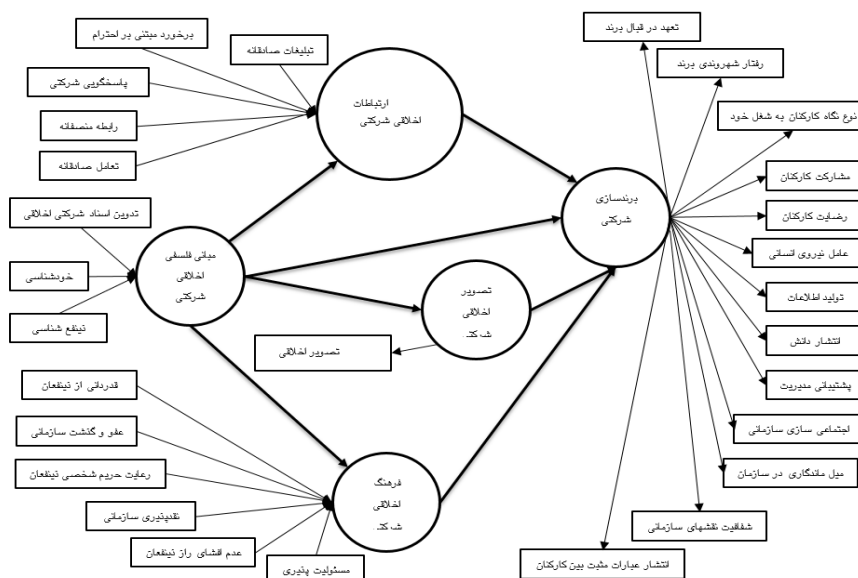 تعهد در قبال برند
برخورد مبتنی بر احترام
تبلیغات صادقانه
رفتار شهروندی برند
پاسخگویی شرکتی
ارتباطات
اخلاقی شرکتی
نوع نگاه کارکنان به شغل خود
رابطه منصفانه
تعامل صادقانه
مشارکت کارکنان
برندسازی
شرکتی
رضایت کارکنان
تدوین اسناد شرکتی اخلاقی
مبانی فلسفی
اخلاقی
شرکتی
عامل نیروی انسانی
خودشناسی
تصویر
اخلاقی
شرکتی
تولید اطلاعات
ذینفع شناسی
انتشار دانش
تصویر اخلاقی
پشتیبانی مدیریت
قدردانی از ذینفعان
اجتماعی سازی سازمانی
عفو و گذشت سازمانی
میل ماندگاری در سازمان
رعایت حریم شخصی ذینفعان
فرهنگ
اخلاقی
شرکتی
نقدپذیری سازمانی
شفافیت نقشهای سازمانی
عدم افشای راز ذینفعان
مسئولیت پذیری
انتشار عبارات مثبت بین کارکنان